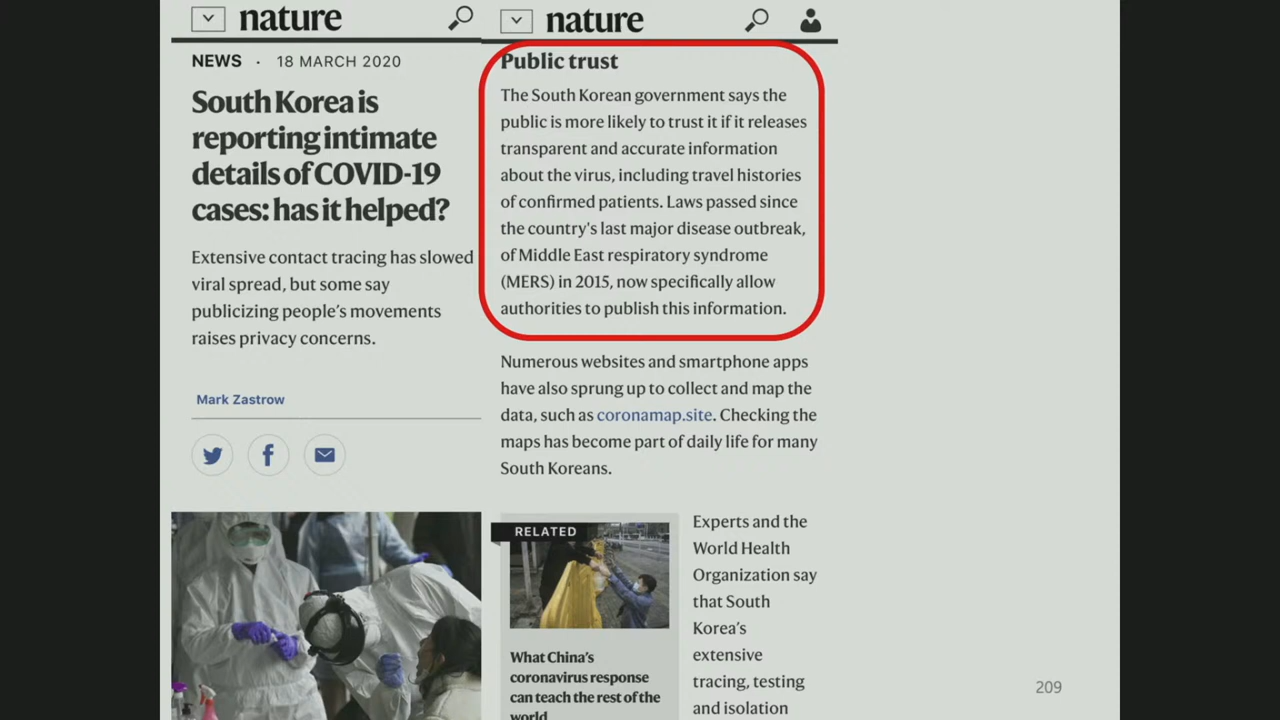 nature
NEWS · 18 MARCH 2020
South Korea is
reporting intimate
details of COVID-19
cases: has it helped?
Extensive contact tracing has slowed
viral spread, but some say
publicizing people's movements
raises privacy concerns.
Mark Zastrow
nature
Public trust
The South Korean government says the
public is more likely to trust it if it releases
transparent and accurate information
about the virus, including travel histories
of confirmed patients. Laws passed since
the country's last major disease outbreak,
of Middle East respiratory syndrome
(MERS) in 2015, now specifically allow
authorities to publish this information.
Numerous websites and smartphone apps
have also sprung up to collect and map the
data, such as coronamap.site. Checking the
maps has become part of daily life for many
South Koreans.
RELATED
What China's
coronavirus response
can teach the rest of the
world
Experts and the
World Health
Organization say
that South
Korea's
extensive
tracing, testing
and isolation
209